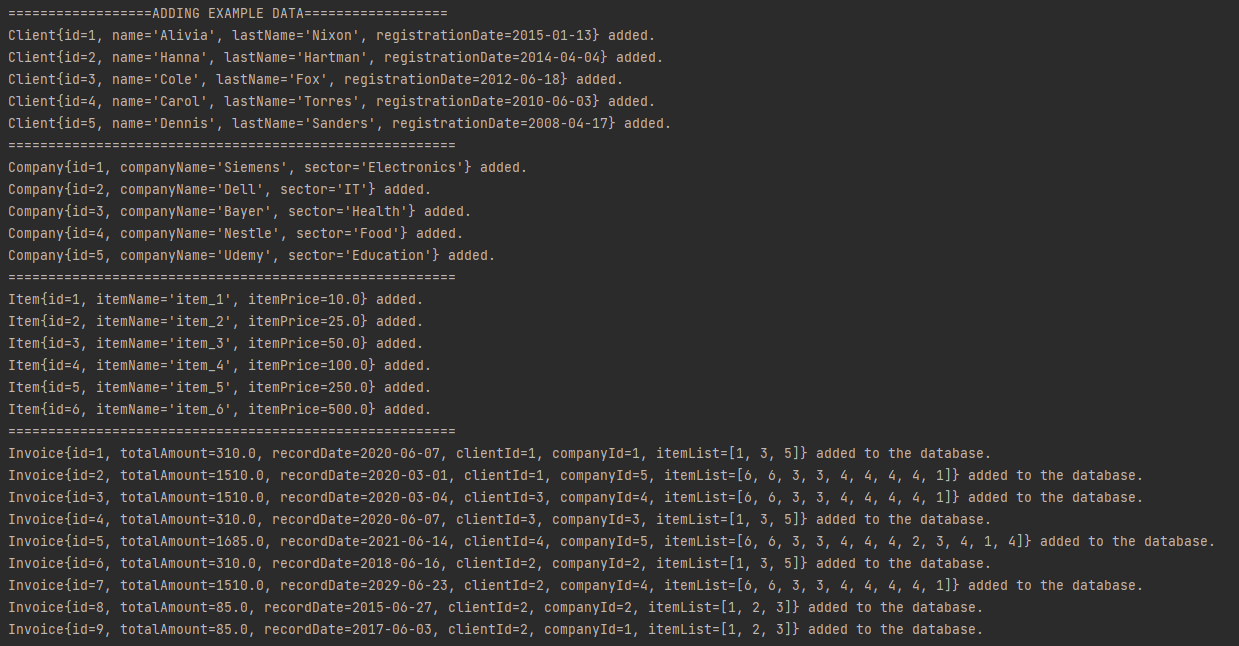 ==================ADDING EXAMPLE DATA==================
Client{id=1, name='Alivia', lastName='Nixon', registrationDate=2015-01-13} added.
Client{id=2, name='Hanna', lastName='Hartman', registrationDate=2014-04-04} added.
Client{id=3, name='Cole', lastName='Fox', registrationDate=2012-06-18} added.
Client{id=4, name='Carol', lastName='Torres', registrationDate=2010-06-03} added.
Client{id=5, name='Dennis', lastName='Sanders', registrationDate=2008-04-17} added.
========================================================
Company{id=1, companyName='Siemens', sector='Electronics'} added.
Company{id=2, companyName='Dell', sector='IT'} added.
Company{id=3, companyName='Bayer', sector='Health'} added.
Company{id=4, companyName='Nestle', sector='Food'} added.
Company{id=5, companyName='Udemy', sector='Education'} added.
========================================================
Item{id=1, itemName='item_1', itemPrice=10.0} added.
Item{id=2, itemName='item_2', itemPrice=25.0} added.
Item{id=3, itemName='item_3', itemPrice=50.0} added.
Item{id=4, itemName='item_4', itemPrice=100.0} added.
Item{id=5, itemName='item_5', itemPrice=250.0} added.
Item{id=6, itemName='item_6', itemPrice=500.0} added.
========================================================
Invoice{id=1, totalAmount=310.0, recordDate=2020-06-07, clientId=1, companyId=1, itemList=[1, 3, 5]} added to the database.
Invoice{id=2, totalAmount=1510.0, recordDate=2020-03-01, clientId=1, companyId=5, itemList=[6, 6, 3, 3, 4, 4, 4, 4, 1]} added to the database.
Invoice{id=3, totalAmount=1510.0, recordDate=2020-03-04, clientId=3, companyId=4, itemList=[6, 6, 3, 3, 4, 4, 4, 4, 1]} added to the database.
Invoice{id=4, totalAmount=310.0, recordDate=2020-06-07, clientId=3, companyId=3, itemList=[1, 3, 5]} added to the database.
Invoice{id=5, totalAmount=1685.0, recordDate=2021-06-14, clientId=4, companyId=5, itemList=[6, 6, 3, 3, 4, 4, 4, 2, 3, 4, 1, 4]} added to the database.
Invoice{id=6, totalAmount=310.0, recordDate=2018-06-16, clientId=2, companyId=2, itemList=[1, 3, 5]} added to the database.
Invoice{id=7, totalAmount=1510.0, recordDate=2029-06-23, clientId=2, companyId=4, itemList=[6, 6, 3, 3, 4, 4, 4, 4, 1]} added to the database.
Invoice{id=8, totalAmount=85.0, recordDate=2015-06-27, clientId=2, companyId=2, itemList=[1, 2, 3]} added to the database.
Invoice{id=9, totalAmount=85.0, recordDate=2017-06-03, clientId=2, companyId=1, itemList=[1, 2, 3]} added to the database.